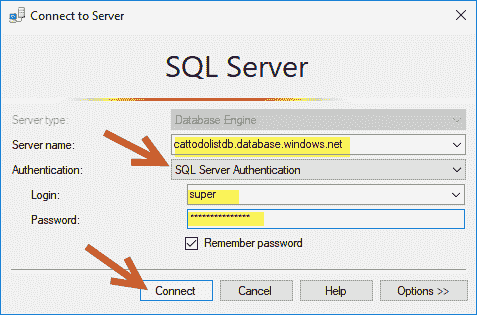 Connect to Server
SQL Server
Server type: Database Engine
Server name: cattodolistdb.database.windows.net
Authentication: SQL Server Authentication
Login: super
Password: ***************
Remember password
Connect Cancel Help Options >>